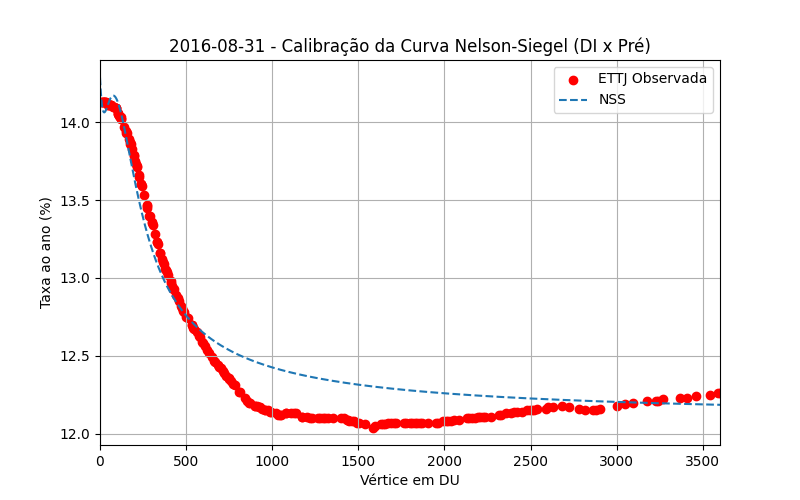 2016-08-31 - Calibração da Curva Nelson-Siegel (DI x Pré)
ETTJ Observada
NSS
Taxa ao ano (%)
14.0
13.5
13.0
12.5
12.0
0 500 1000 1500 2000 2500 3000 3500
Vértice em DU